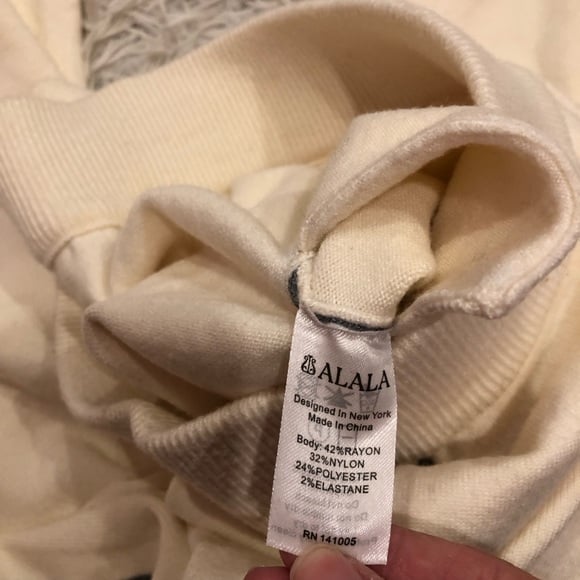 ALALA
Designed In New York
Made In China
Body: 42%RAYON
32%NYLON
24%POLYESTER
2%ELASTANE
RN 141005